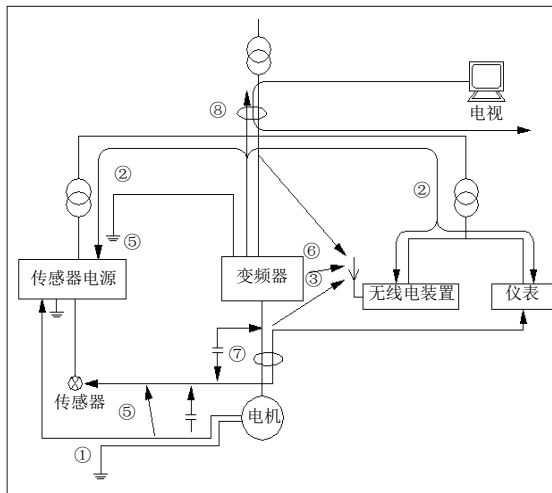 ⑧
电视
②
②
⑤
⑥
传感器电源
变频器
③
无线电装置
仪表
⑦
传感器
⑤
电机
①